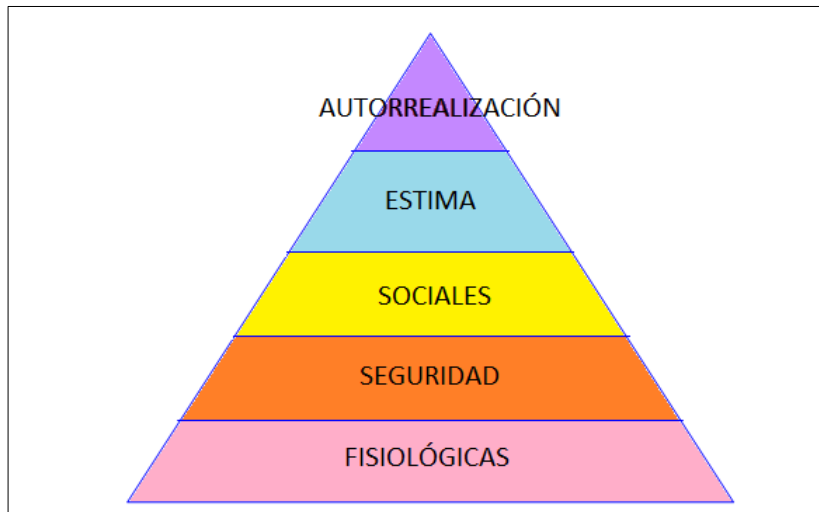 AUTORREALIZACIÓN
ESTIMA
SOCIALES
SEGURIDAD
FISIOLÓGICAS